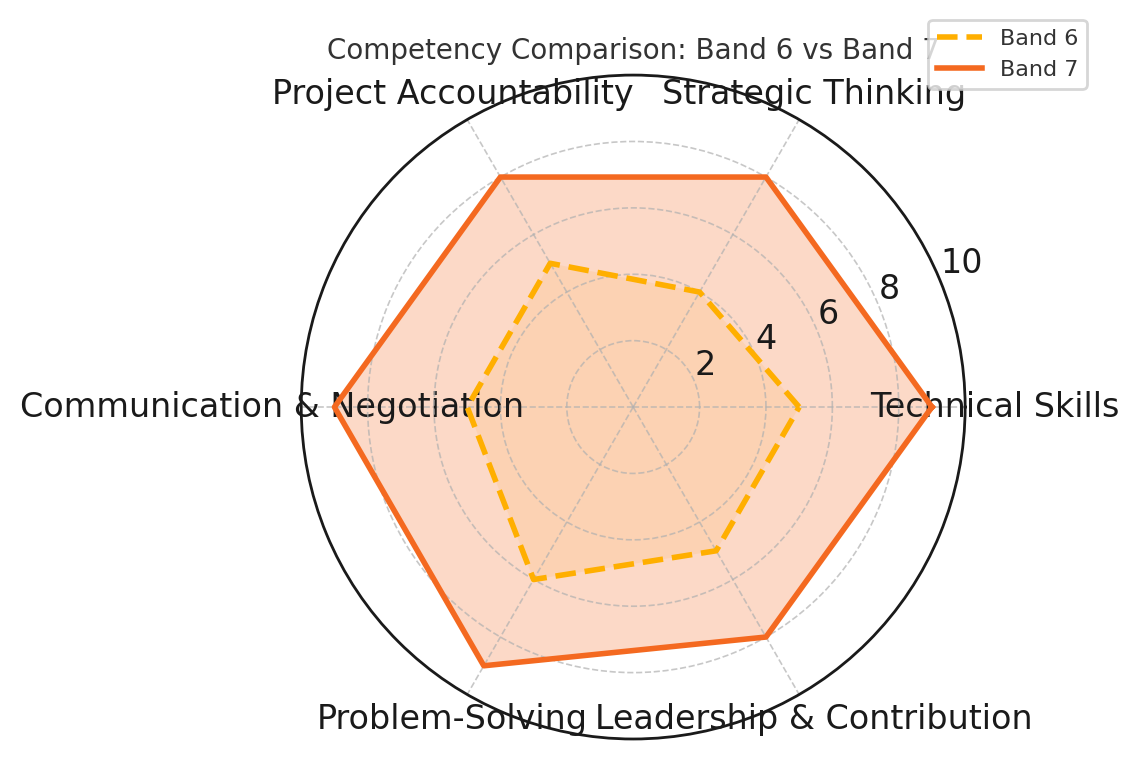 Competency Comparison: Band 6 vs Band 7
Band 6
Band 7
Project Accountability
Strategic Thinking
10
8
6
4
2
Communication & Negotiation
Technical Skills
Problem-Solving
Leadership & Contribution